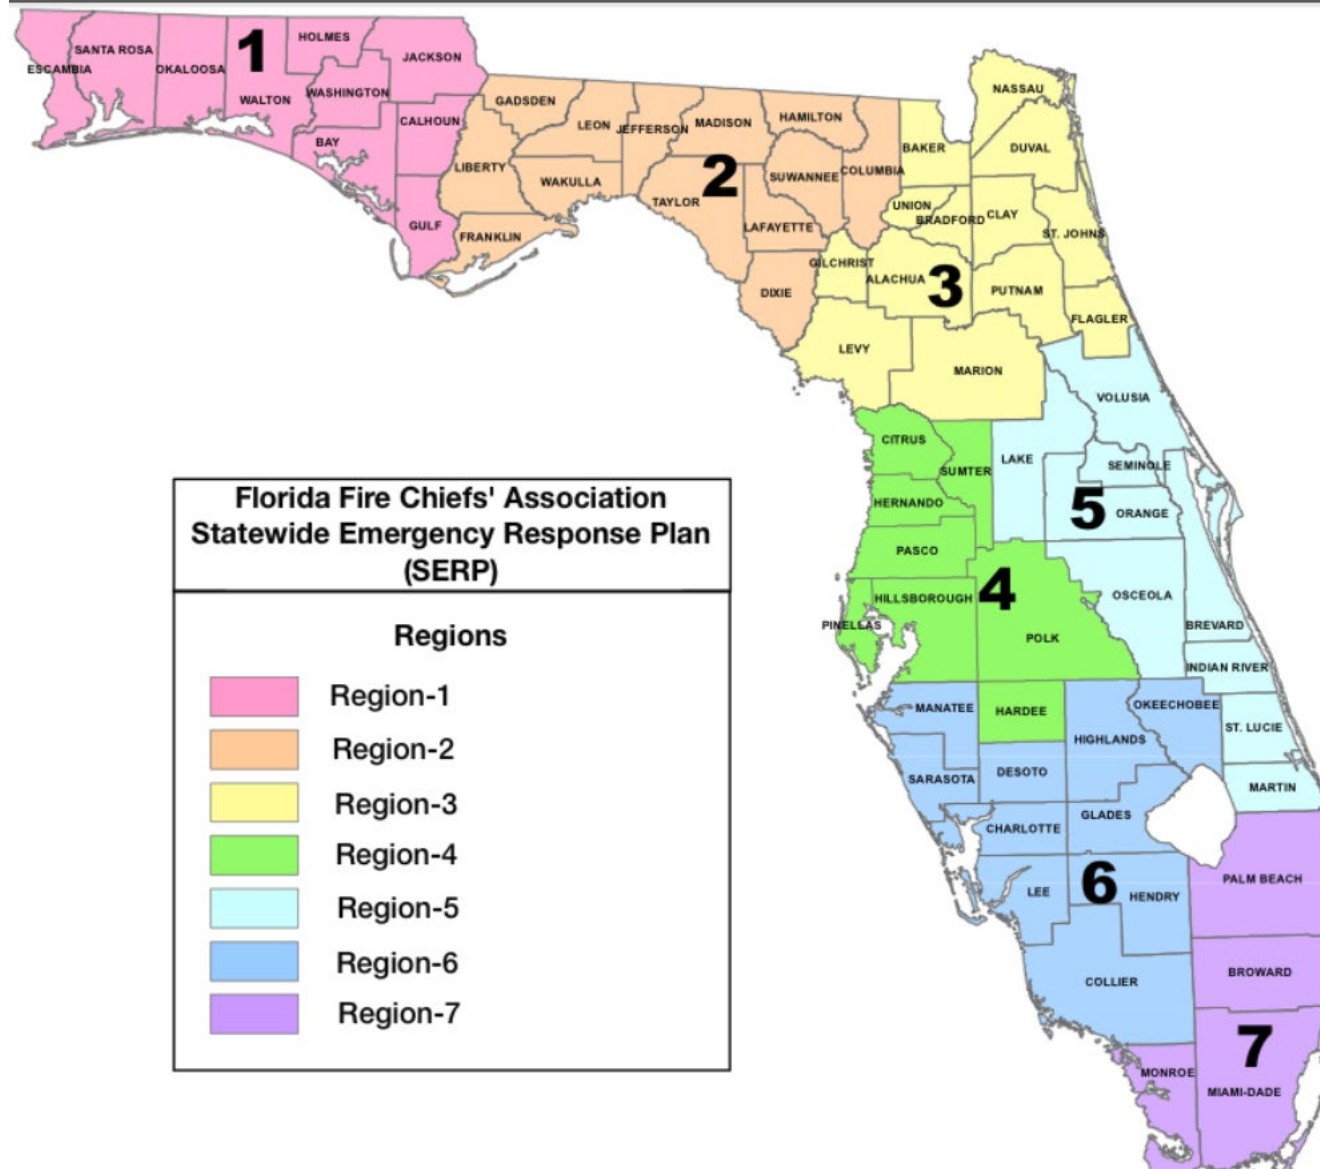 1
HOLMES
SANTA ROSA
JACKSON
ESCAMBIA
OKALOOSA
WASHINGTON
WALTON
CALHOUN
BAY
GULF
GADSDEN
LEON
JEFFERSON
MADISON
HAMILTON
LIBERTY
WAKULLA
2
SUWANNEE
COLUMBIA
TAYLOR
LAFAYETTE
FRANKLIN
DIXIE
NASSAU
BAKER
DUVAL
UNION
BRADFORD
CLAY
ST. JOHNS
GILCHRIST
ALACHUA
3
PUTNAM
FLAGLER
LEVY
MARION
VOLUSIA
CITRUS
SUMTER
LAKE
SEMINOLE
HERNANDO
5
ORANGE
PASCO
4
HILLSBOROUGH
OSCEOLA
PINELLAS
POLK
BREVARD
INDIAN RIVER
MANATEE
HARDEE
OKEECHOBEE
ST. LUCIE
HIGHLANDS
SARASOTA
DESOTO
MARTIN
CHARLOTTE
GLADES
LEE
6
HENDRY
PALM BEACH
COLLIER
BROWARD
7
MONROE
MIAMI-DADE
Florida Fire Chiefs' Association
Statewide Emergency Response Plan
(SERP)
Regions
Region-1
Region-2
Region-3
Region-4
Region-5
Region-6
Region-7